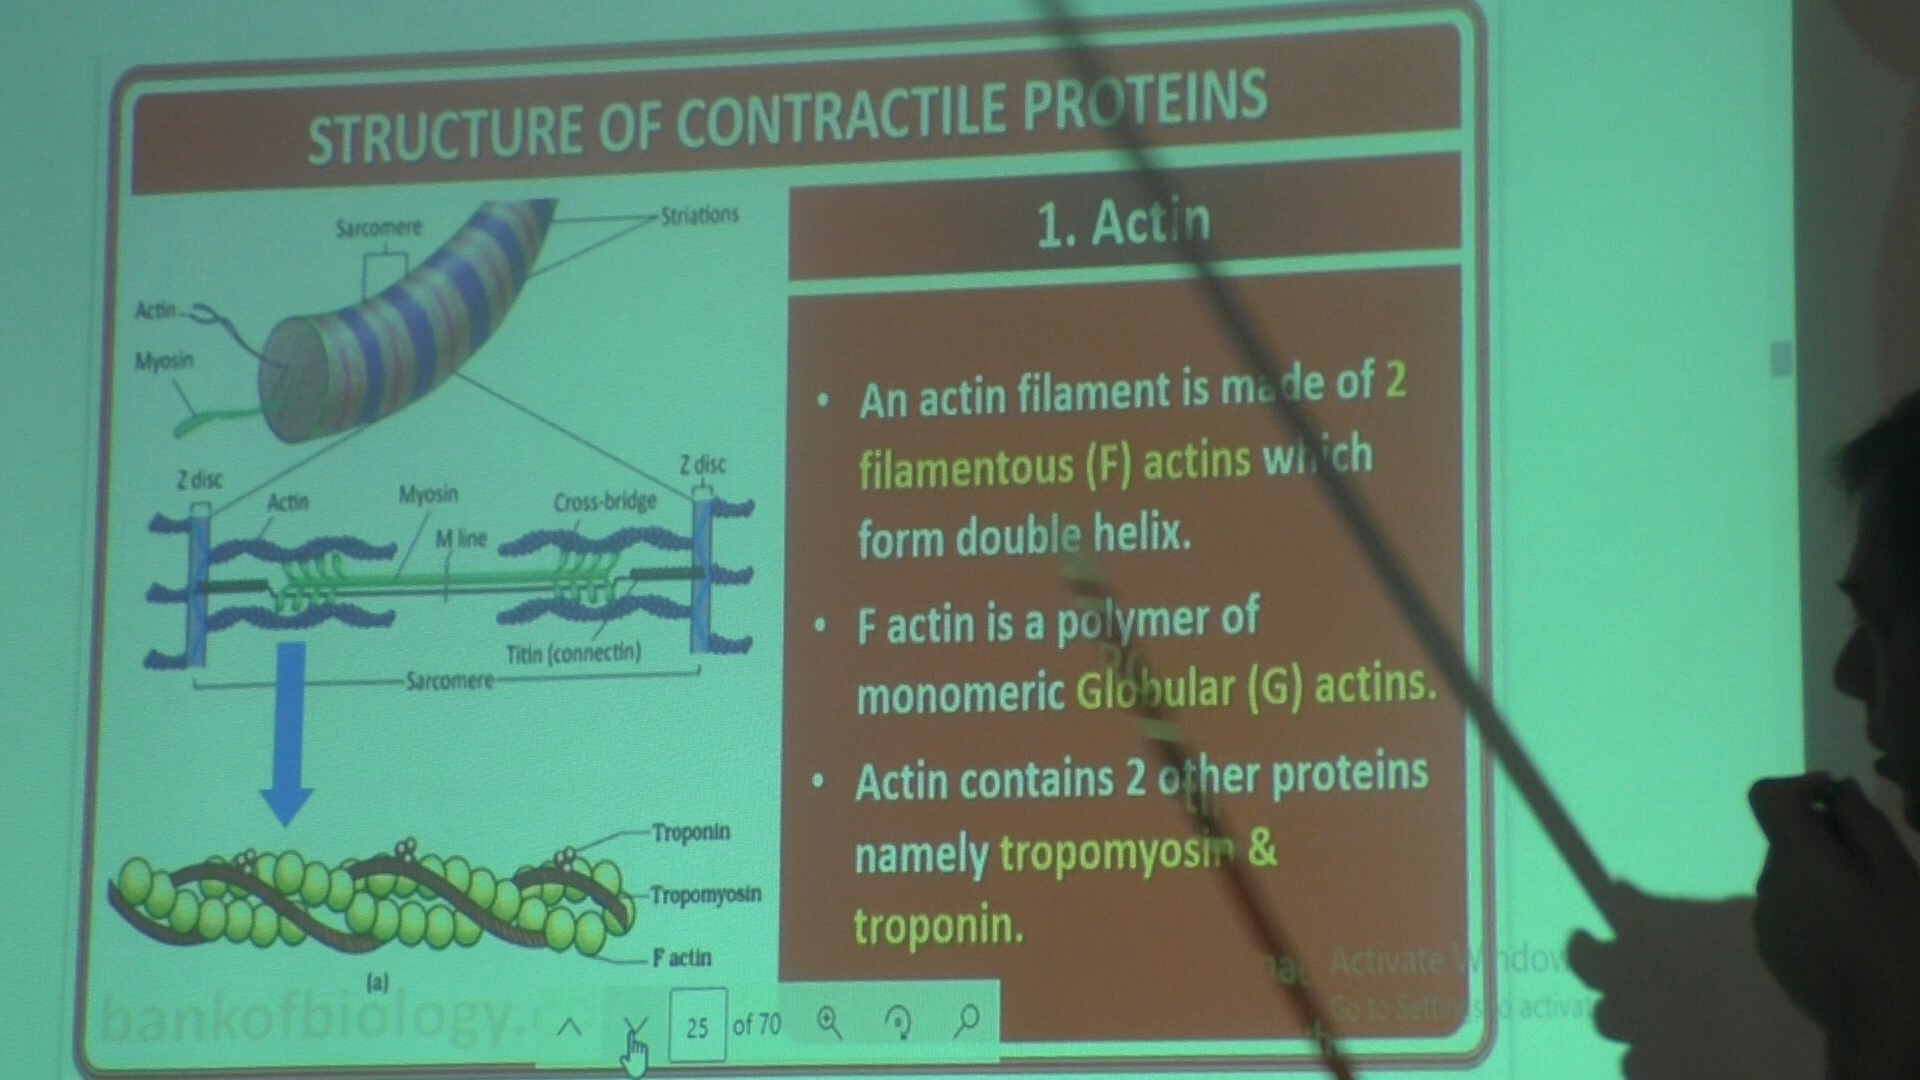 STRUCTURE OF CONTRACTILE PROTEINS
Sarcomere
Striations
Actin
Myosin
Z disc
Actin
Myosin
M line
Cross-bridge
Z disc
Titin (connectin)
Sarcomere
Troponin
Tropomyosin
F actin
(a)
1. Actin
• An actin filament is made of 2
filamentous (F) actins which
form double helix.
• F actin is a polymer of
monomeric Globular (G) actins.
• Actin contains 2 other proteins
namely tropomyosin &
troponin.
bankofbiology.
25 of 70
Activate Window
Go to Settings to activat